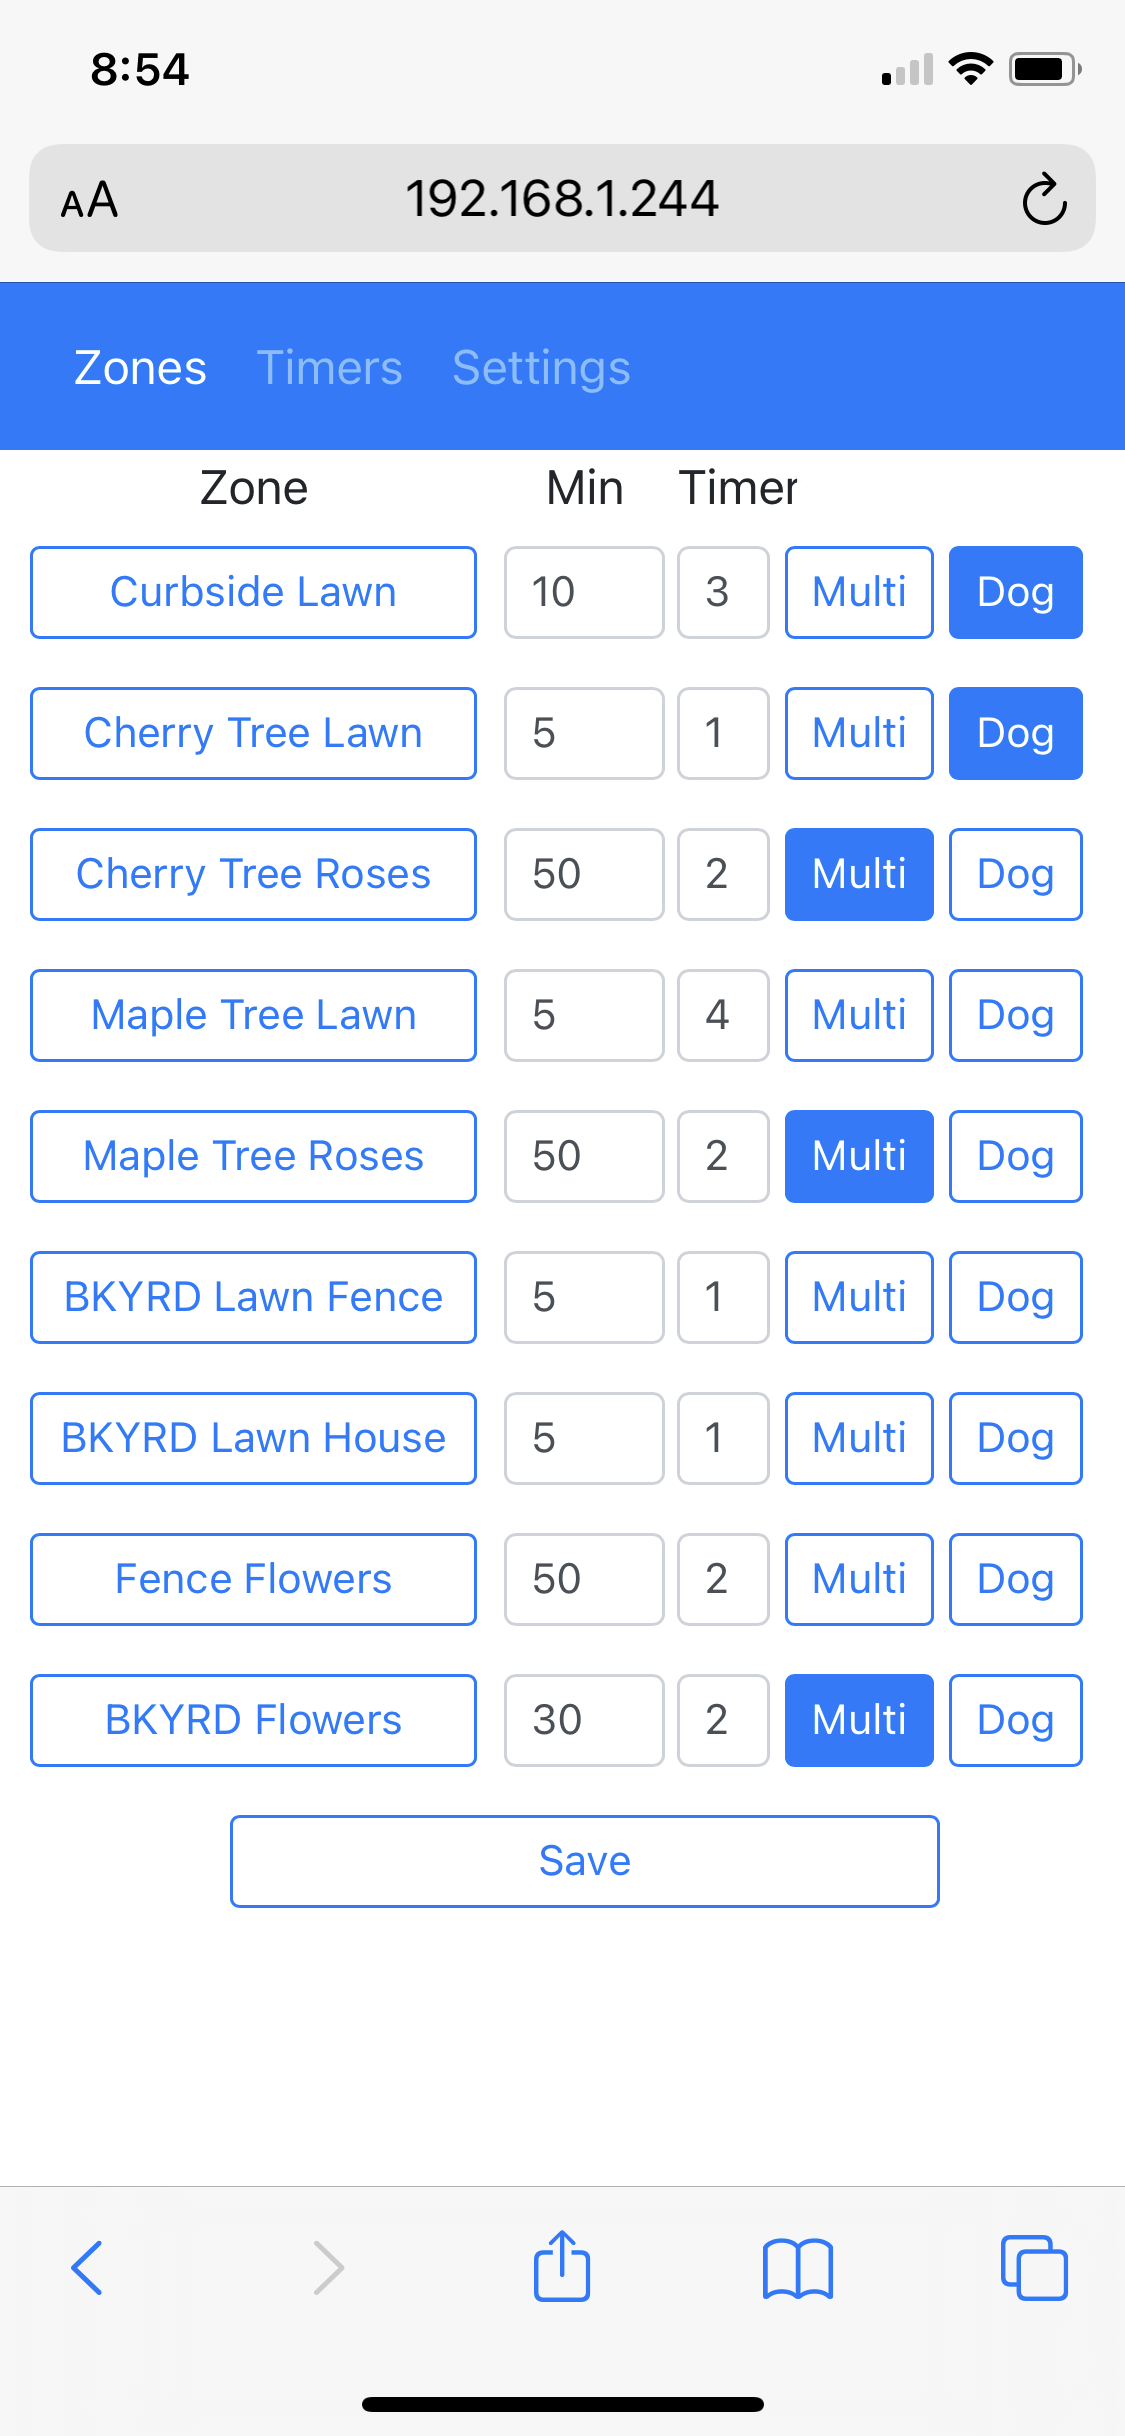 8:54
AA 192.168.1.244
Zones Timers Settings
Zone Min Timer
Curbside Lawn 10 3 Multi Dog
Cherry Tree Lawn 5 1 Multi Dog
Cherry Tree Roses 50 2 Multi Dog
Maple Tree Lawn 5 4 Multi Dog
Maple Tree Roses 50 2 Multi Dog
BKYRD Lawn Fence 5 1 Multi Dog
BKYRD Lawn House 5 1 Multi Dog
Fence Flowers 50 2 Multi Dog
BKYRD Flowers 30 2 Multi Dog
Save